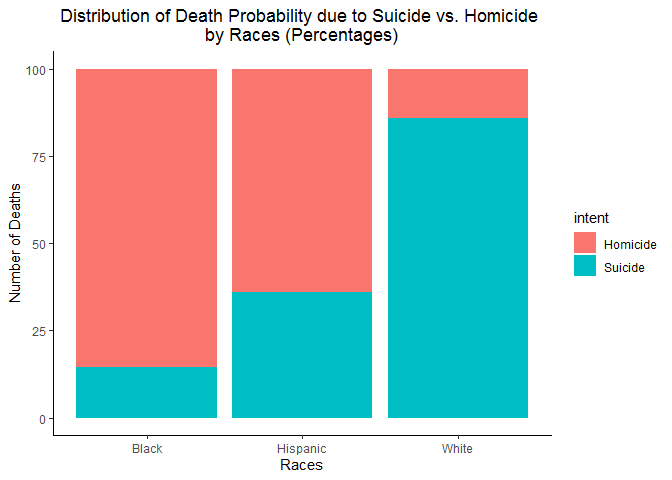 Distribution of Death Probability due to Suicide vs. Homicide
by Races (Percentages)
Number of Deaths
100
75
50
25
0
Black
Hispanic
White
Races
intent
Homicide
Suicide